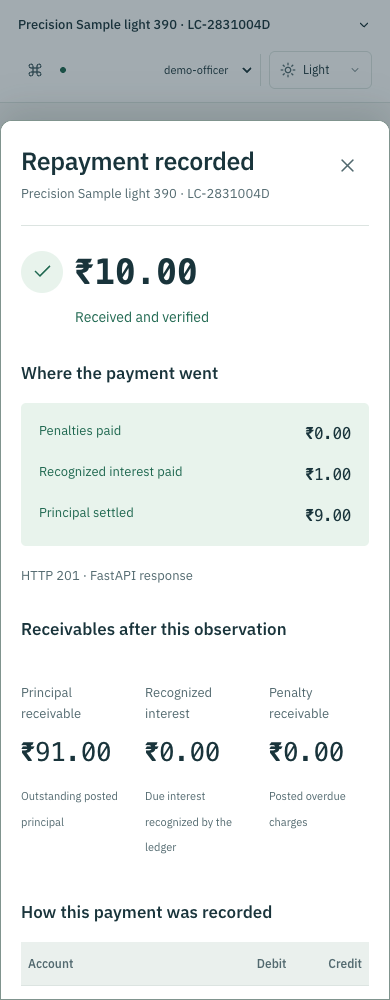 Precision Sample light 390 · LC-2831004D
⌘
demo-officer
Light
Repayment recorded
Precision Sample light 390 · LC-2831004D
₹10.00
Received and verified
Where the payment went
Penalties paid ₹0.00
Recognized interest paid ₹1.00
Principal settled ₹9.00
HTTP 201 · FastAPI response
Receivables after this observation
Principal receivable
₹91.00
Outstanding posted principal
Recognized interest
₹0.00
Due interest recognized by the ledger
Penalty receivable
₹0.00
Posted overdue charges
How this payment was recorded
Account Debit Credit